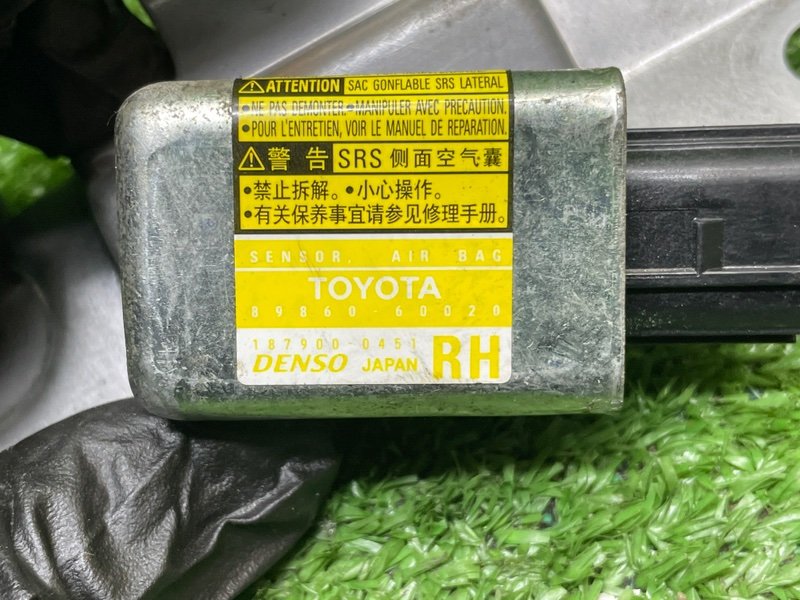 ⚠ATTENTION SAC GONFLABLE SRS LATERAL
•NE PAS DEMONTER. •MANIPULER AVEC PRECAUTION.
•POUR L'ENTRETIEN, VOIR LE MANUEL DE REPARATION.
⚠警告 SRS 侧面空气囊
•禁止拆解。•小心操作。
•有关保养事宜请参见修理手册。
SENSOR, AIR BAG
TOYOTA
89860-60020
187900-0451
DENSO JAPAN RH